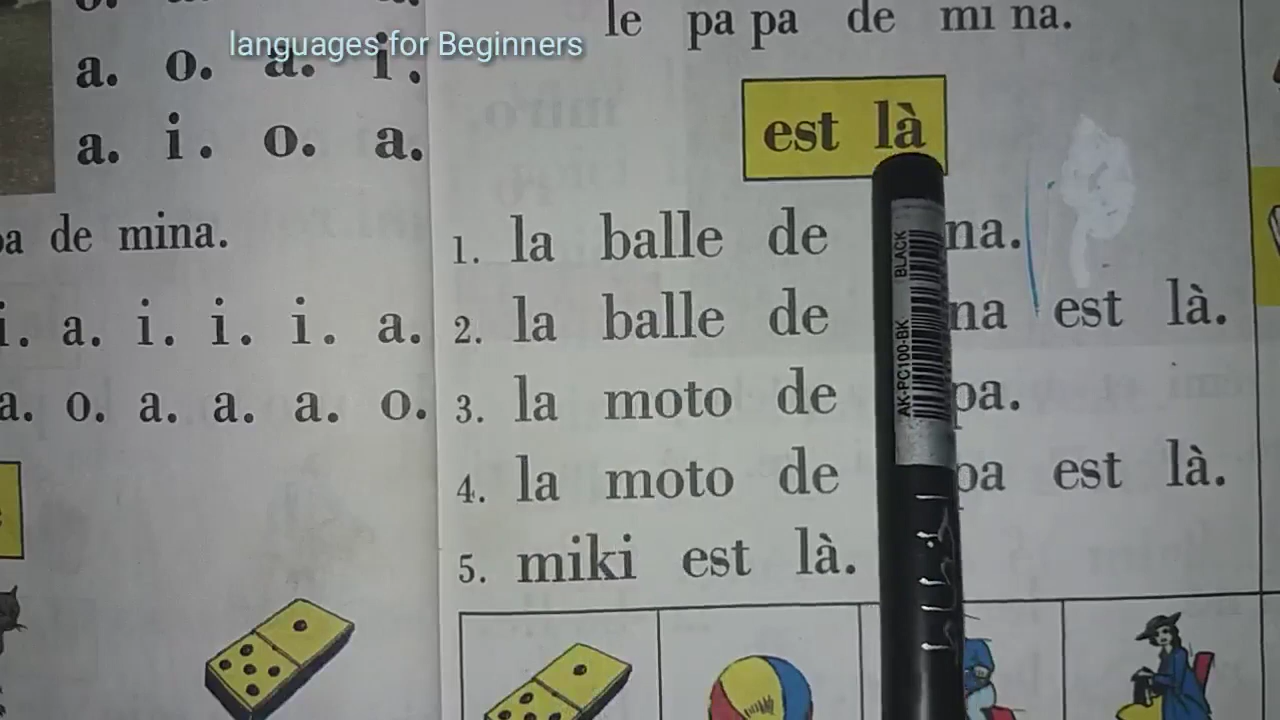 languages for Beginners
a. o. a. i.
a. i. o. a.
de mina.
i. a. i. i. i. a.
a. o. a. a. a. o.
le pa pa de mi na.
est là
1. la balle de na.
2. la balle de na est là.
3. la moto de pa.
4. la moto de pa est là.
5. miki est là.
BLACK
AK-PC100-BK